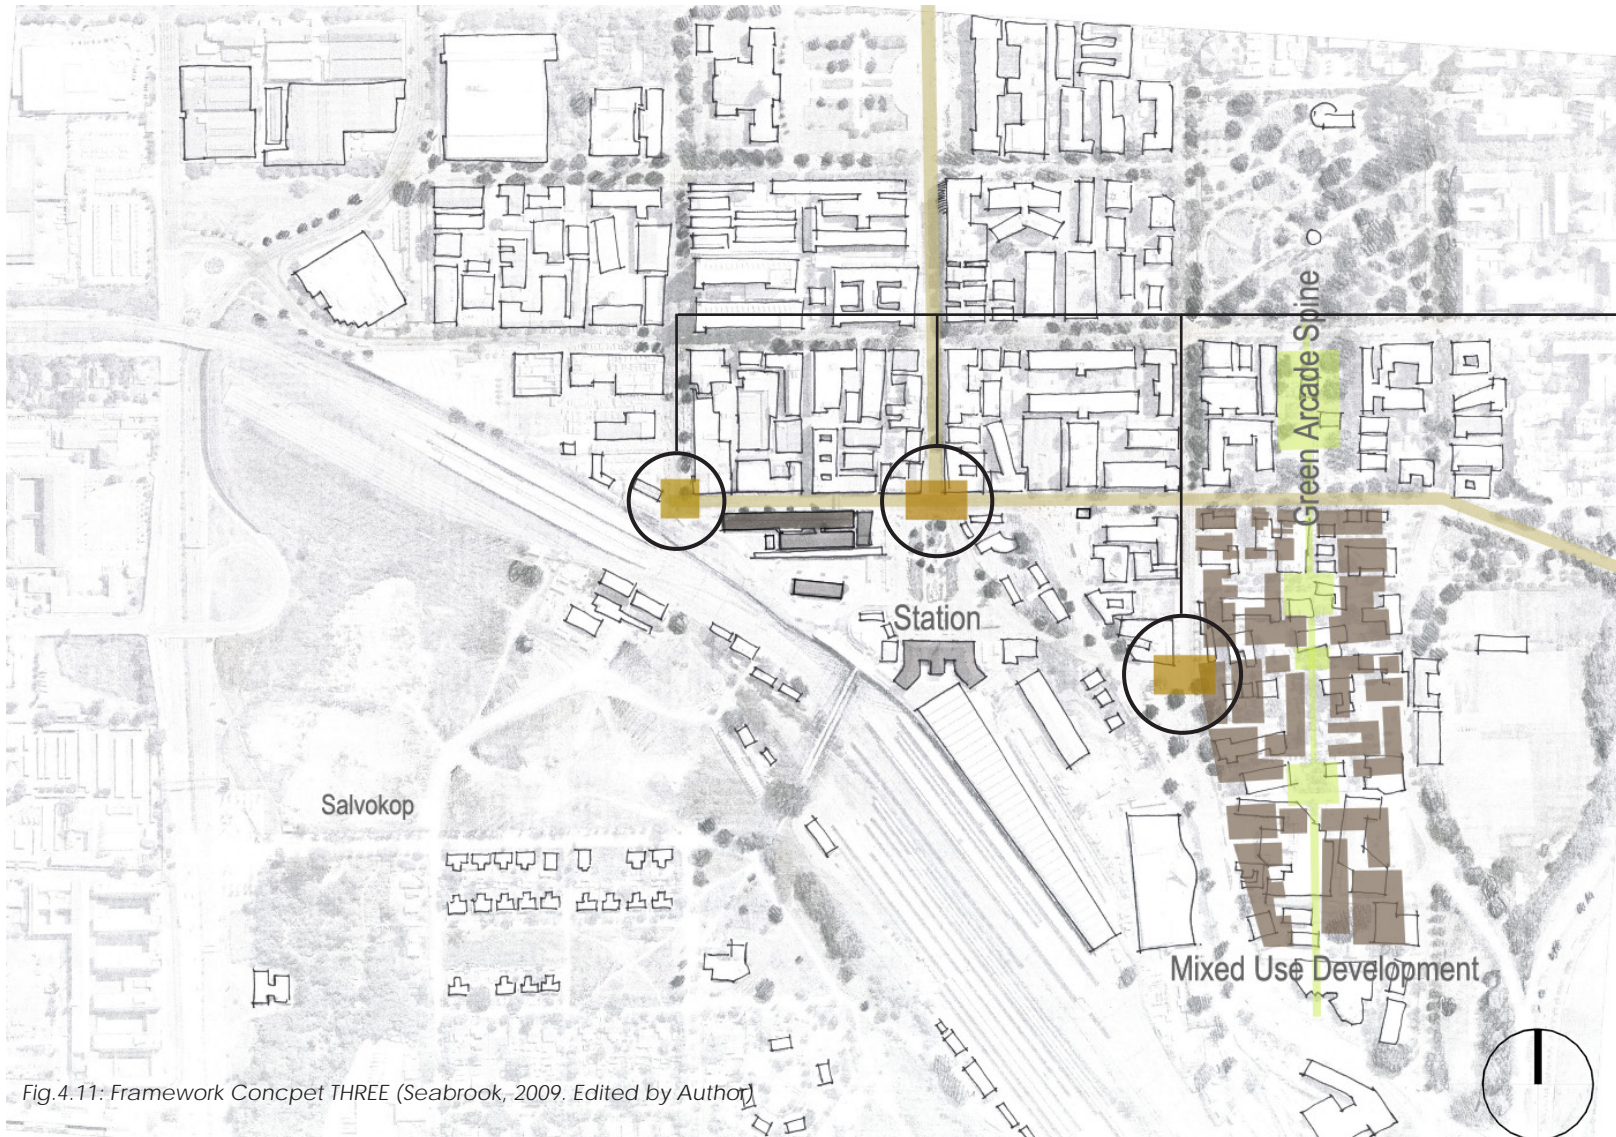 Green Arcade Spine
Station
Salvokop
Mixed Use Development
Fig.4.11: Framework Concpet THREE (Seabrook, 2009. Edited by Author)